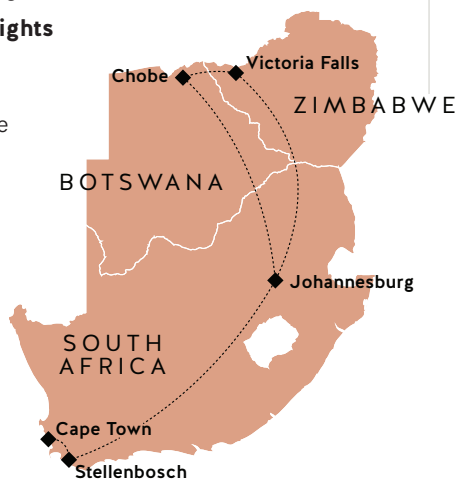 ights
Victoria Falls
Chobe
ZIMBABWE
e
BOTSWANA
Johannesburg
SOUTH
AFRICA
Cape Town
Stellenbosch